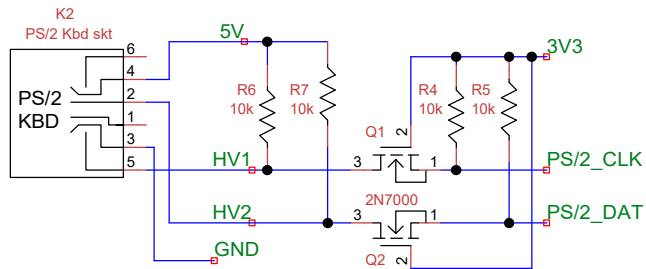 K2
PS/2 Kbd skt
6
4
2
1
3
5
PS/2
KBD
5V
HV1
HV2
GND
R6
10k
R7
10k
R4
10k
R5
10k
3V3
Q1
2
3
1
2N7000
3
1
Q2
2
PS/2_CLK
PS/2_DAT